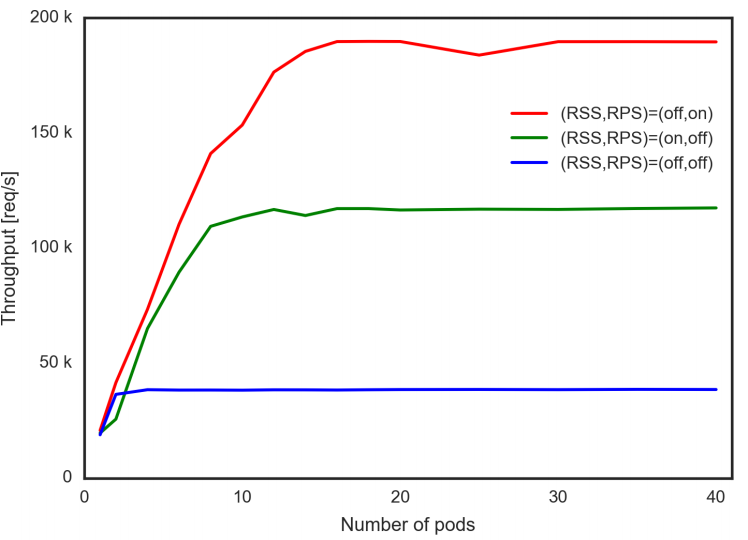 200 k
150 k
100 k
50 k
0
Throughput [req/s]
(RSS,RPS)=(off,on)
(RSS,RPS)=(on,off)
(RSS,RPS)=(off,off)
0 10 20 30 40
Number of pods